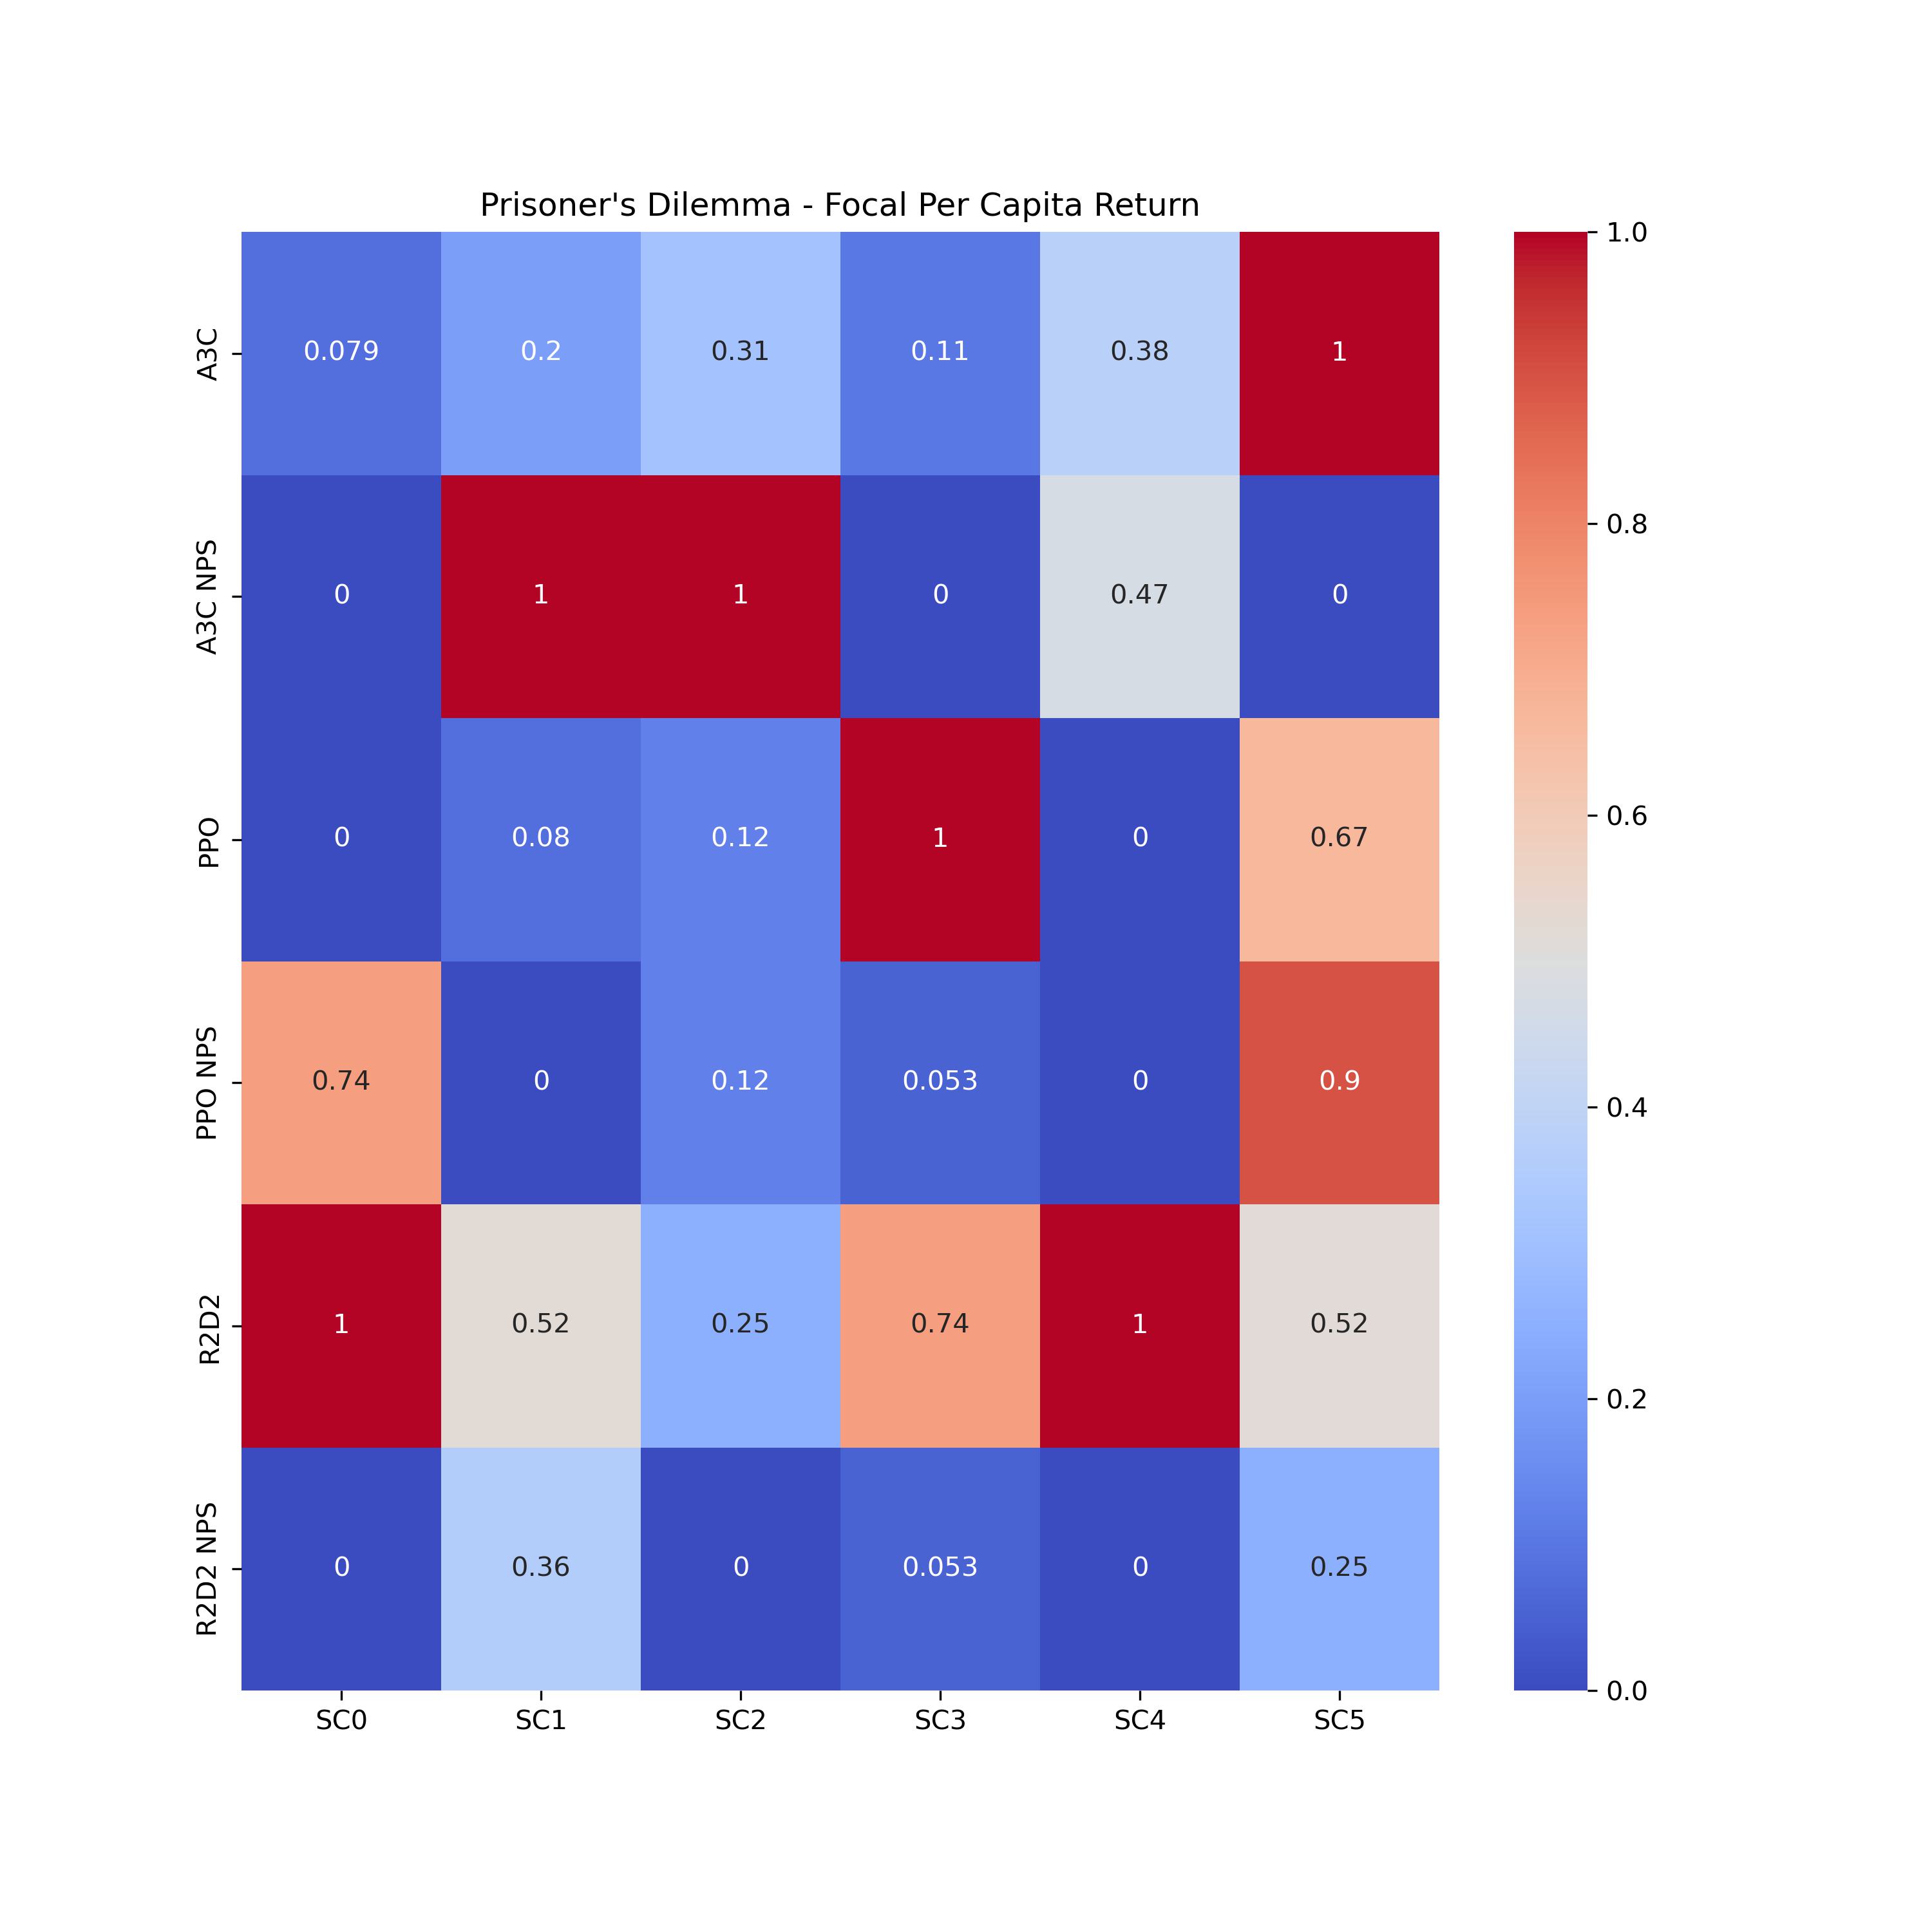 Prisoner's Dilemma - Focal Per Capita Return
A3C 0.079 0.2 0.31 0.11 0.38 1
A3C NPS 0 1 1 0 0.47 0
PPO 0 0.08 0.12 1 0 0.67
PPO NPS 0.74 0 0.12 0.053 0 0.9
R2D2 1 0.52 0.25 0.74 1 0.52
R2D2 NPS 0 0.36 0 0.053 0 0.25
SC0 SC1 SC2 SC3 SC4 SC5
1.0
0.8
0.6
0.4
0.2
0.0